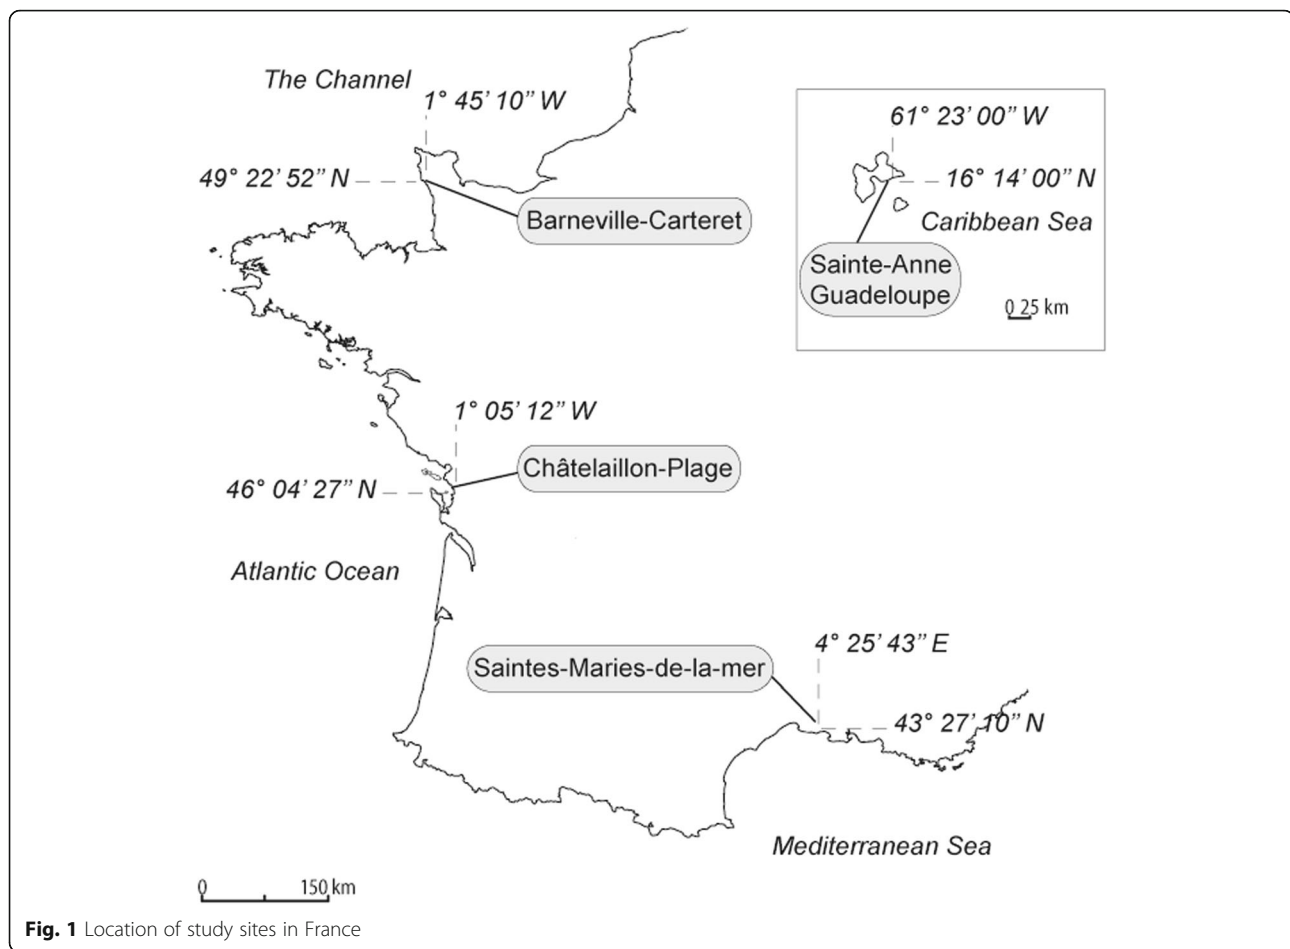 The Channel
1° 45’ 10’’ W
49° 22’ 52’’ N
Barneville-Carteret
61° 23’ 00’’ W
16° 14’ 00’’ N
Caribbean Sea
Sainte-Anne
Guadeloupe
0 25 km
1° 05’ 12’’ W
Châtelaillon-Plage
46° 04’ 27’’ N
Atlantic Ocean
4° 25’ 43’’ E
Saintes-Maries-de-la-mer
43° 27’ 10’’ N
Mediterranean Sea
0 150 km
Fig. 1 Location of study sites in France